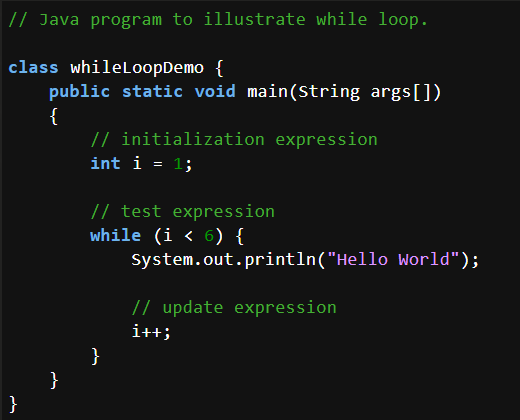 // Java program to illustrate while loop.
class whileLoopDemo {
public static void main(String args[])
{
// initialization expression
int i = 1;
// test expression
while (i < 6) {
System.out.println("Hello World");
// update expression
i++;
}
}
}